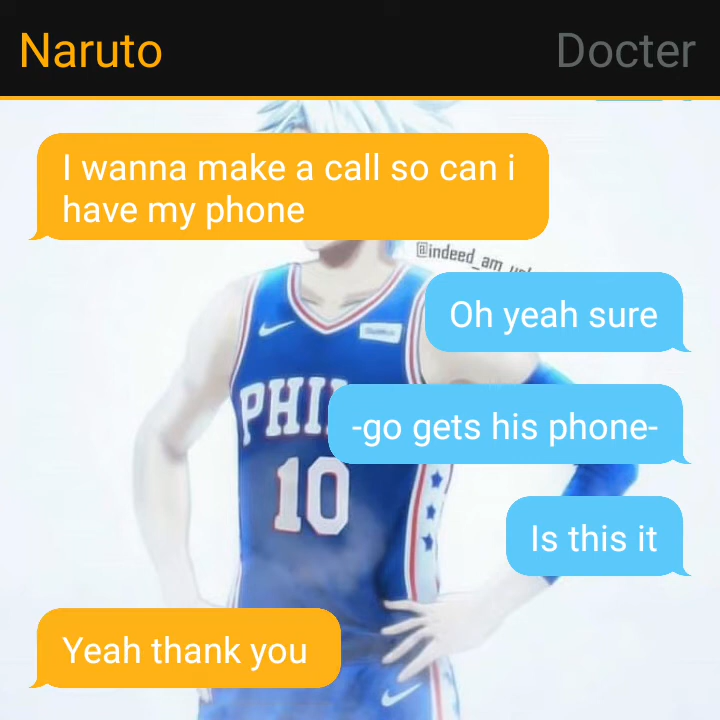 Naruto
Docter
I wanna make a call so can i
have my phone
@indeed_am
Oh yeah sure
PHI
-go gets his phone-
10
Is this it
Yeah thank you